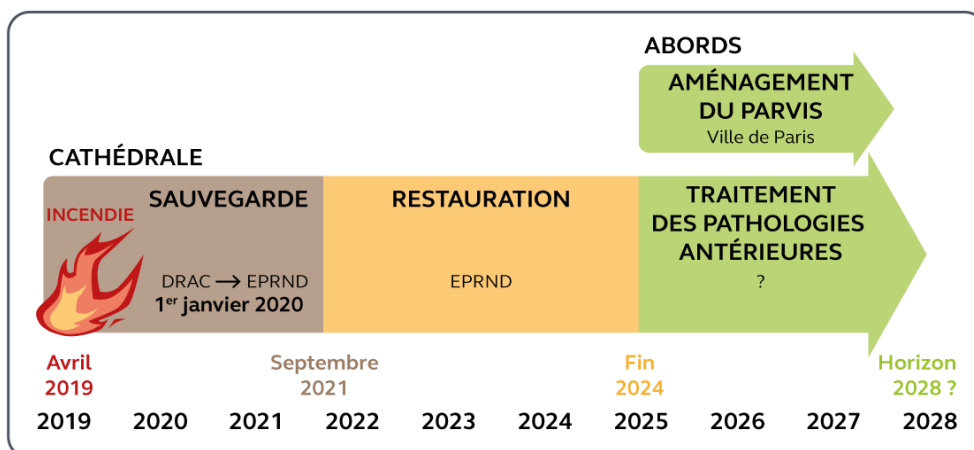 ABORDS
AMÉNAGEMENT
DU PARVIS
Ville de Paris
CATHÉDRALE
INCENDIE
SAUVEGARDE
DRAC → EPRND
1er janvier 2020
RESTAURATION
EPRND
TRAITEMENT
DES PATHOLOGIES
ANTÉRIEURES
?
Avril
2019
Septembre
2021
Fin
2024
Horizon
2028 ?
2019 2020 2021 2022 2023 2024 2025 2026 2027 2028